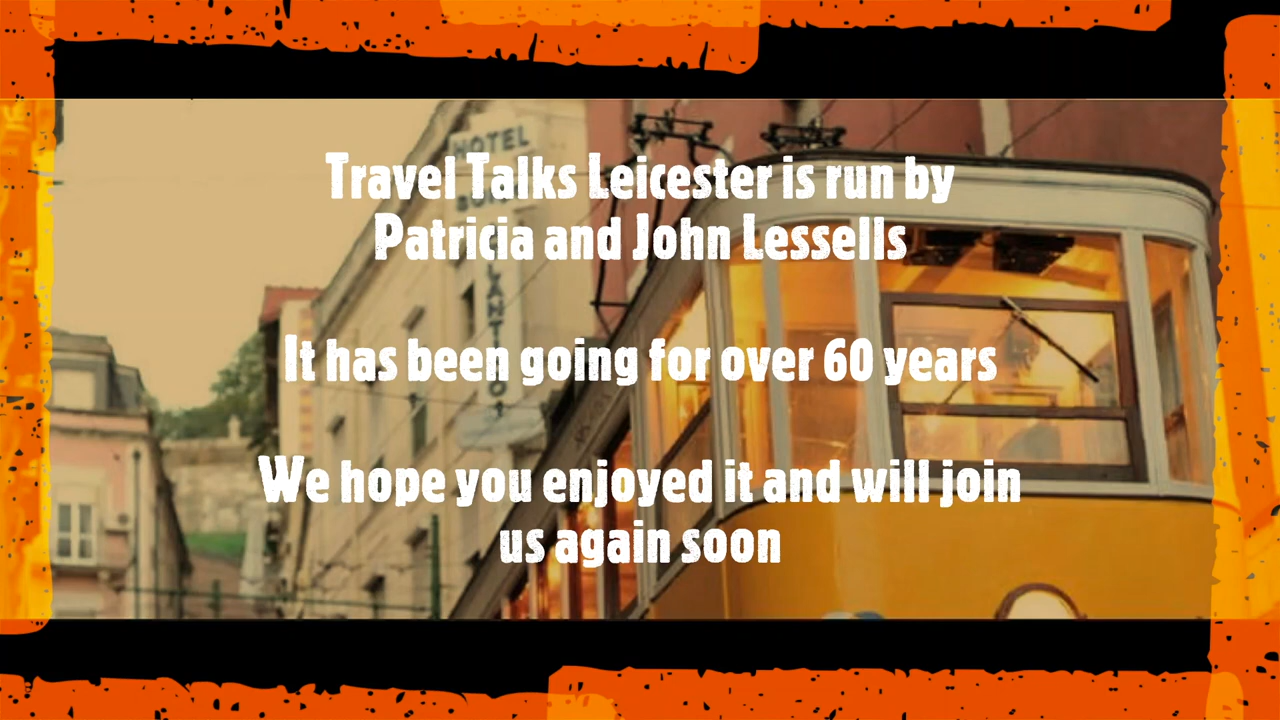 HOTEL
Travel Talks Leicester is run by
Patricia and John Lessells
It has been going for over 60 years
We hope you enjoyed it and will join
us again soon